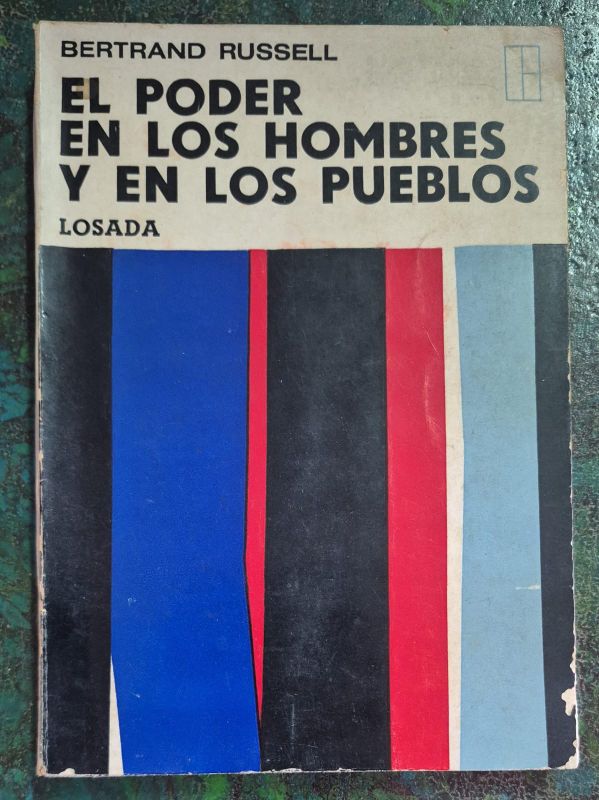 BERTRAND RUSSELL
EL PODER
EN LOS HOMBRES
Y EN LOS PUEBLOS
LOSADA